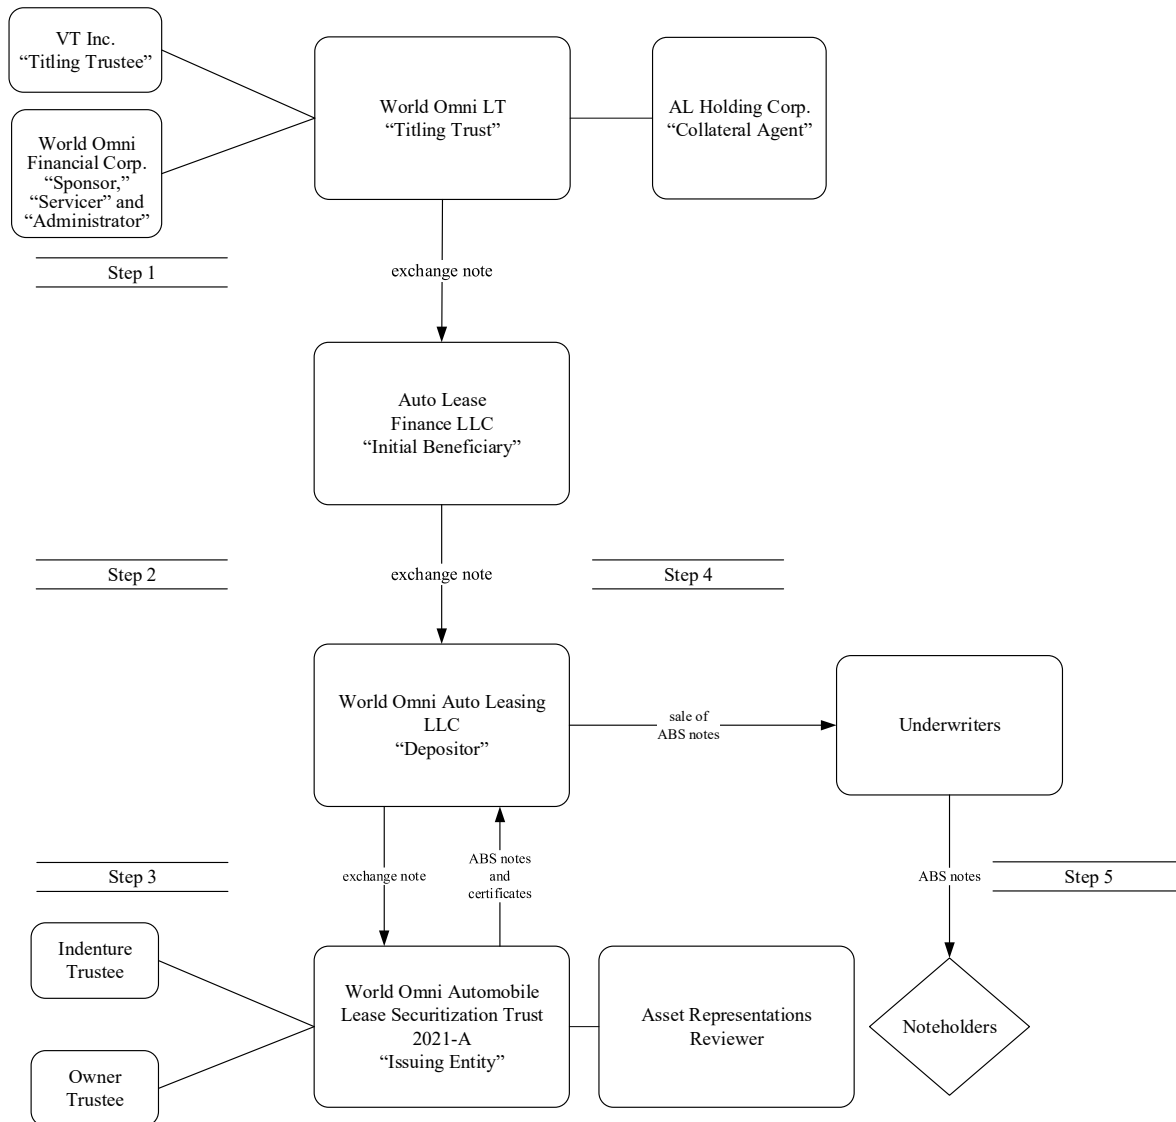 VT Inc.
“Titling Trustee”
World Omni
Financial Corp.
“Sponsor,”
“Servicer” and
“Administrator”
World Omni LT
“Titling Trust”
AL Holding Corp.
“Collateral Agent”
Step 1
exchange note
Auto Lease
Finance LLC
“Initial Beneficiary”
Step 2
exchange note
Step 4
World Omni Auto Leasing
LLC
“Depositor”
sale of
ABS notes
Underwriters
Step 3
exchange note
ABS notes
and
certificates
ABS notes
Step 5
Indenture
Trustee
Owner
Trustee
World Omni Automobile
Lease Securitization Trust
2021-A
“Issuing Entity”
Asset Representations
Reviewer
Noteholders